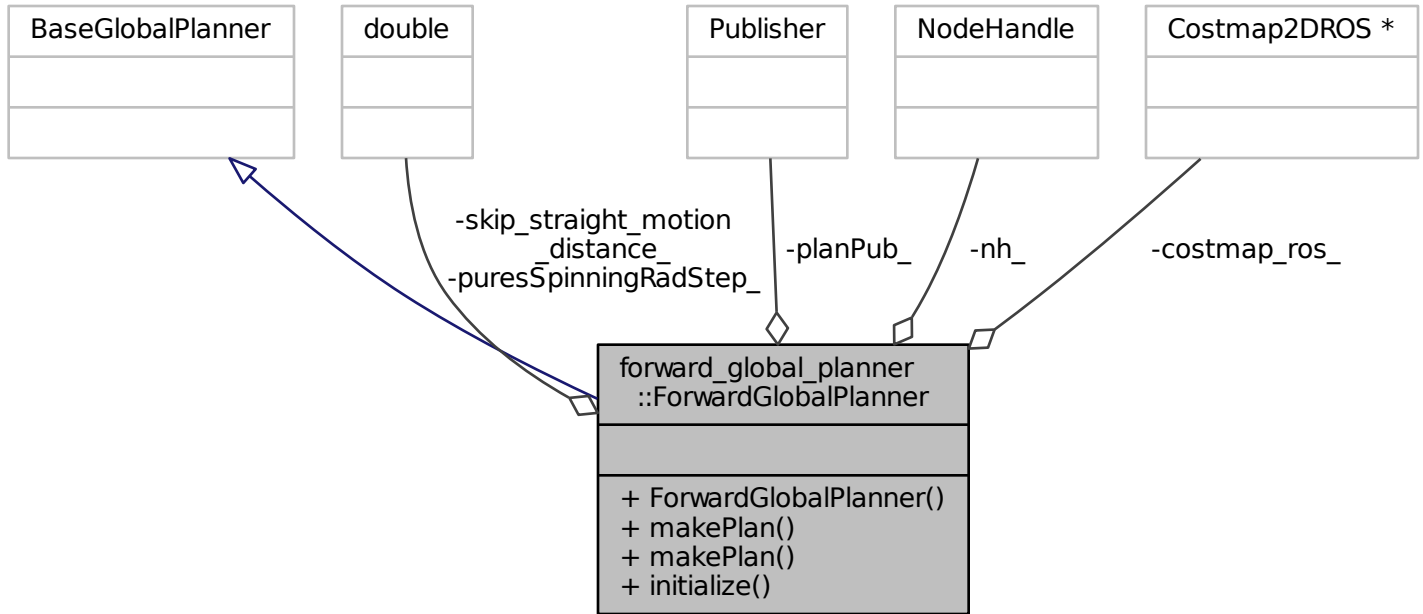 BaseGlobalPlanner
double
Publisher
NodeHandle
Costmap2DROS *
-skip_straight_motion
_distance_
-puresSpinningRadStep_
-planPub_
-nh_
-costmap_ros_
forward_global_planner
::ForwardGlobalPlanner
+ ForwardGlobalPlanner()
+ makePlan()
+ makePlan()
+ initialize()